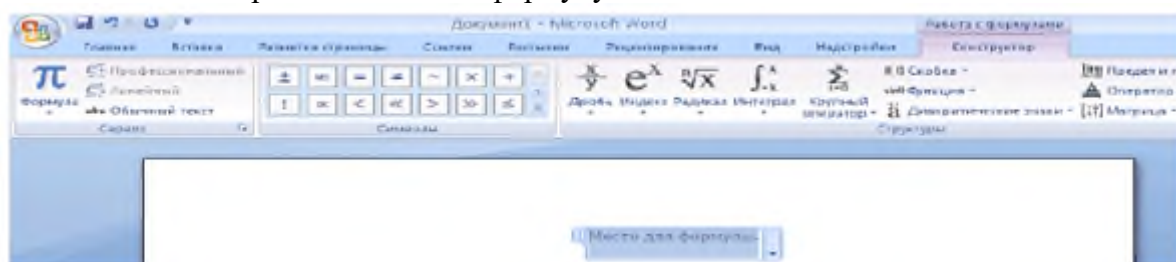 Документ1 - Microsoft Word
Работа с формулами
Главная Вставка Разметка страницы Ссылки Рассылки Рецензирование Вид Надстройки Конструктор
π Профессиональный
Линейный
Формула abc Обычный текст
± ∞ = ≠ ~ × ÷
! ∝ < ≪ > ≫ ≤
Дробь Индекс Радикал Интеграл Крупный оператор
Скобка
Функция
Диакритические знаки
Оператор
Матрица
Сервис Символы Структуры
Место для формулы.